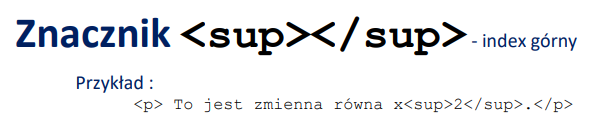 Znacznik <sup></sup> - index górny
Przykład :
<p> To jest zmienna równa x<sup>2</sup>.</p>